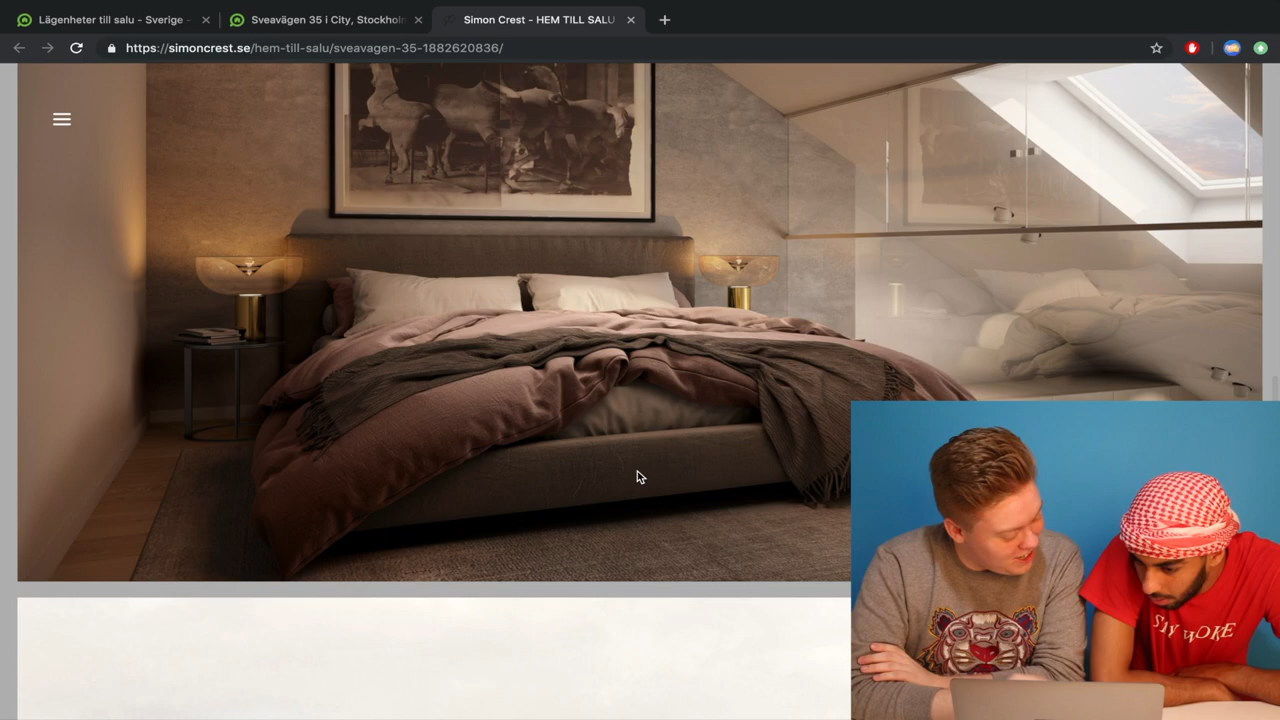 Lägenheter till salu - Sverige -
Sveavägen 35 i City, Stockholm
Simon Crest - HEM TILL SALU
https://simoncrest.se/hem-till-salu/sveavagen-35-1882620836/
STAY WOKE